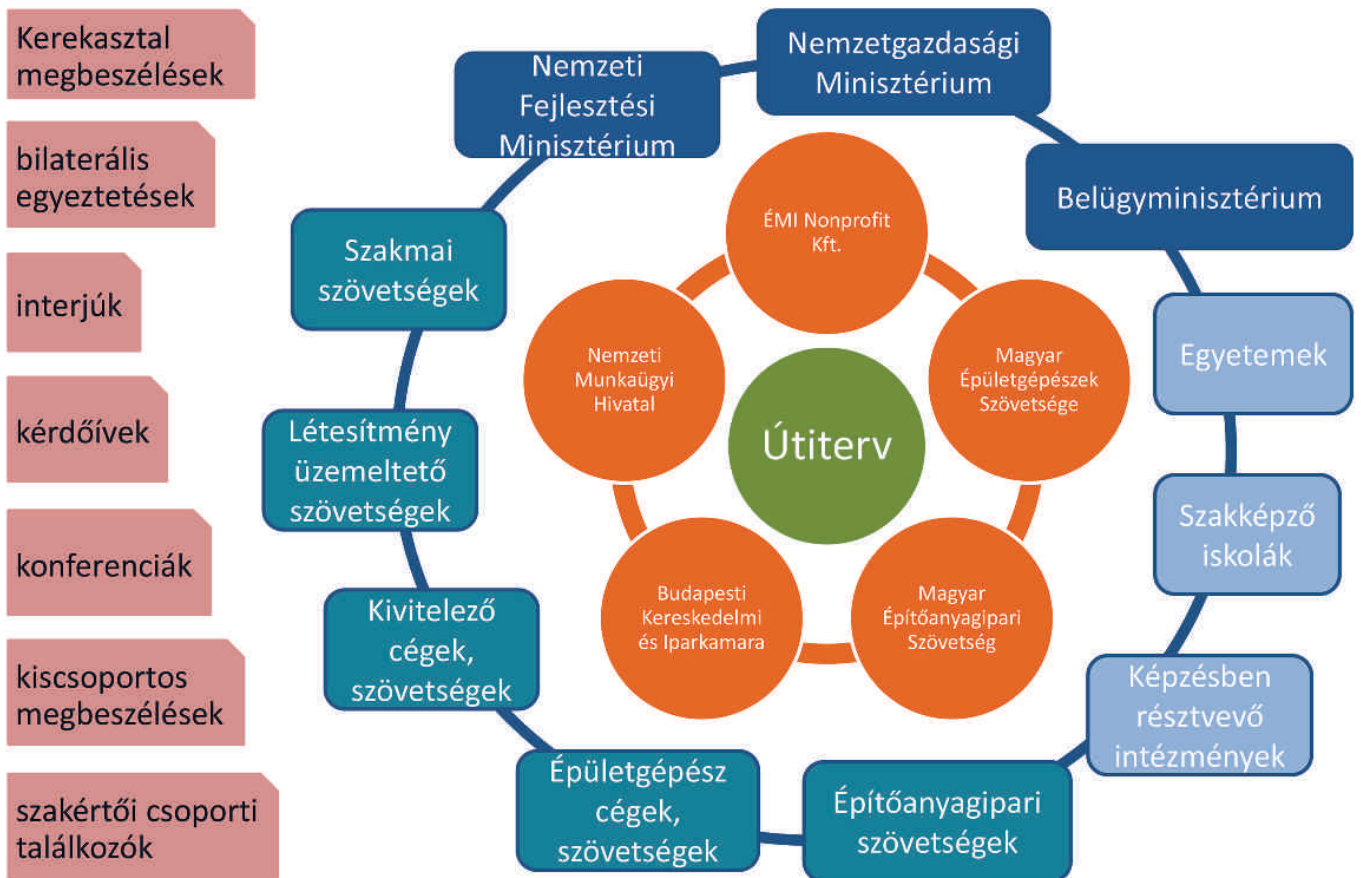 Kerekasztal
megbeszélések
bilaterális
egyeztetések
interjúk
kérdőívek
konferenciák
kiscsoportos
megbeszélések
szakértői csoporti
találkozók
Nemzeti
Fejlesztési
Minisztérium
Nemzetgazdasági
Minisztérium
Belügyminisztérium
Egyetemek
Szakképző
iskolák
Képzésben
résztvevő
intézmények
Építőanyagipari
szövetségek
Épületgépész
cégek,
szövetségek
Kivitelező
cégek,
szövetségek
Létesítmény
üzemeltető
szövetségek
Szakmai
szövetségek
ÉMI Nonprofit
Kft.
Magyar
Épületgépészek
Szövetsége
Magyar
Építőanyagipari
Szövetség
Budapesti
Kereskedelmi
és Iparkamara
Nemzeti
Munkaügyi
Hivatal
Útiterv